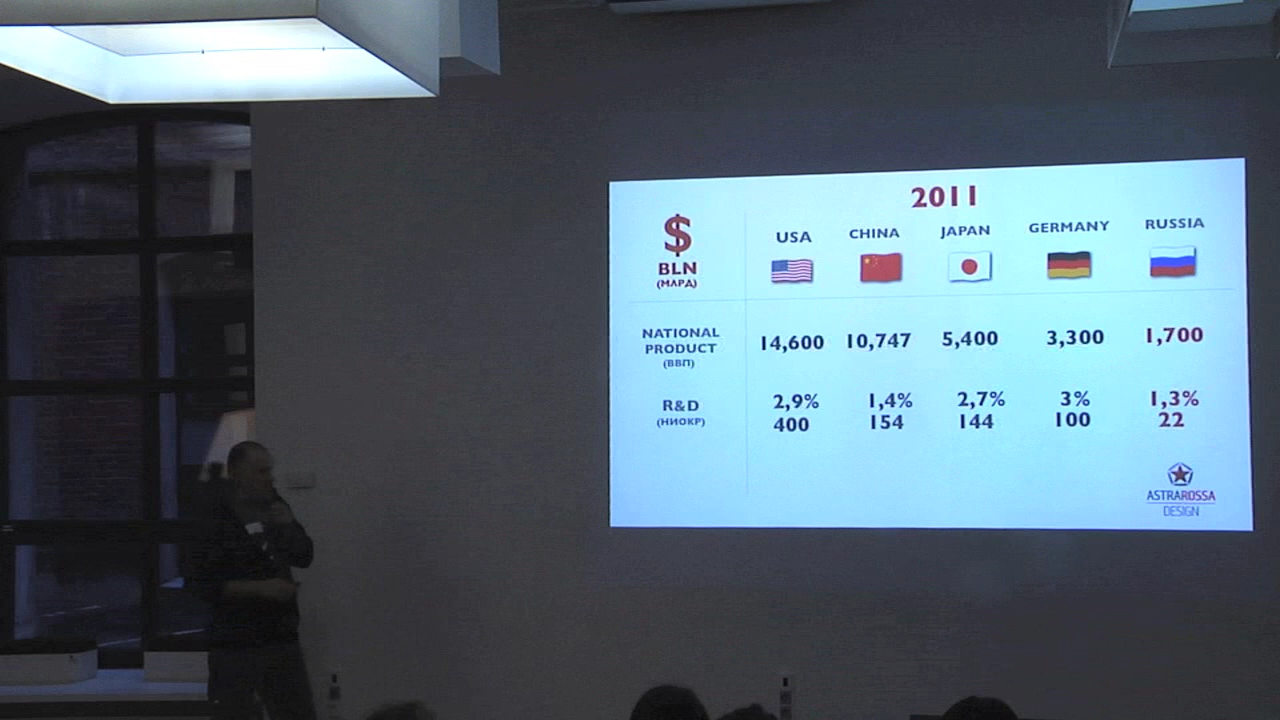 2011
$
BLN
(МЛРД)
USA
CHINA
JAPAN
GERMANY
RUSSIA
NATIONAL
PRODUCT
(ВВП)
14,600
10,747
5,400
3,300
1,700
R&D
(НИОКР)
2,9%
1,4%
2,7%
3%
1,3%
400
154
144
100
22
ASTRAROSSA
DESIGN